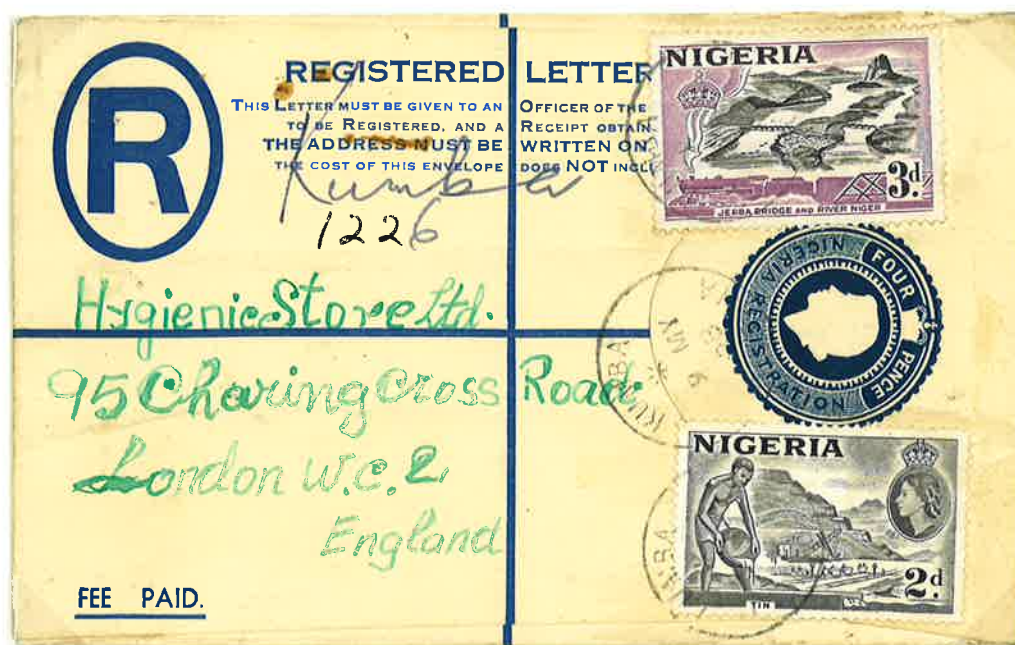 R
REGISTERED LETTER
THIS LETTER MUST BE GIVEN TO AN OFFICER OF THE
TO BE REGISTERED, AND A RECEIPT OBTAIN
THE ADDRESS MUST BE WRITTEN ON
THE COST OF THIS ENVELOPE DOES NOT INCL
Kumba
1226
Hygienic Store Ltd.
95 Charing Cross Road
London W.C.2
England
FEE PAID.
NIGERIA
3d.
JEBBA BRIDGE AND RIVER NIGER
NIGERIA REGISTRATION
FOUR PENCE
KUMBA
MY
NIGERIA
2d
TIN